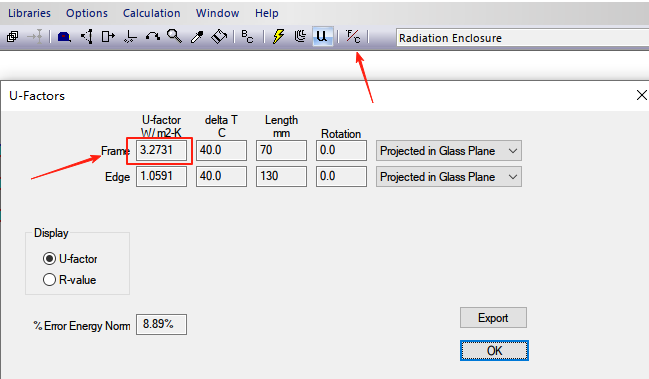 Libraries Options Calculation Window Help
BC U °F/C Radiation Enclosure
U-Factors
U-factor delta T Length
W/m2-K C mm Rotation
Frame 3.2731 40.0 70 0.0 Projected in Glass Plane
Edge 1.0591 40.0 130 0.0 Projected in Glass Plane
Display
U-factor
R-value
% Error Energy Norm 8.89%
Export
OK